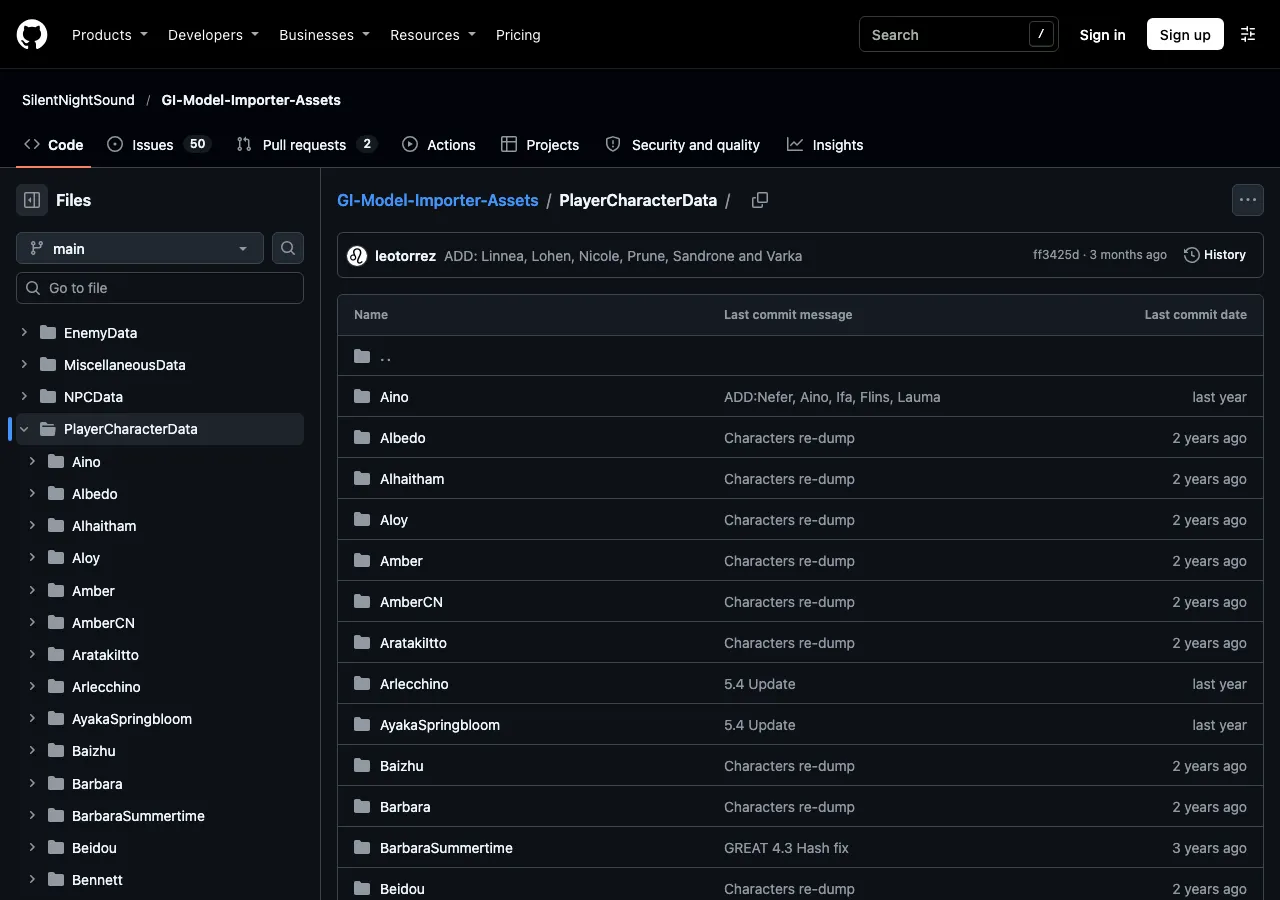 Products Developers Businesses Resources Pricing Search / Sign in Sign up
SilentNightSound / GI-Model-Importer-Assets
Code Issues 50 Pull requests 2 Actions Projects Security and quality Insights
Files
main
Go to file
EnemyData
MiscellaneousData
NPCData
PlayerCharacterData
Aino
Albedo
Alhaitham
Aloy
Amber
AmberCN
AratakiItto
Arlecchino
AyakaSpringbloom
Baizhu
Barbara
BarbaraSummertime
Beidou
Bennett
GI-Model-Importer-Assets / PlayerCharacterData /
leotorrez ADD: Linnea, Lohen, Nicole, Prune, Sandrone and Varka ff3425d · 3 months ago History
Name Last commit message Last commit date
..
Aino ADD:Nefer, Aino, Ifa, Flins, Lauma last year
Albedo Characters re-dump 2 years ago
Alhaitham Characters re-dump 2 years ago
Aloy Characters re-dump 2 years ago
Amber Characters re-dump 2 years ago
AmberCN Characters re-dump 2 years ago
AratakiItto Characters re-dump 2 years ago
Arlecchino 5.4 Update last year
AyakaSpringbloom 5.4 Update last year
Baizhu Characters re-dump 2 years ago
Barbara Characters re-dump 2 years ago
BarbaraSummertime GREAT 4.3 Hash fix 3 years ago
Beidou Characters re-dump 2 years ago